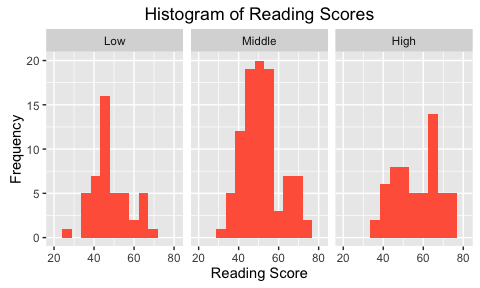 Histogram of Reading Scores
Low Middle High
Frequency
20
15
10
5
0
20 40 60 80 20 40 60 80 20 40 60 80
Reading Score